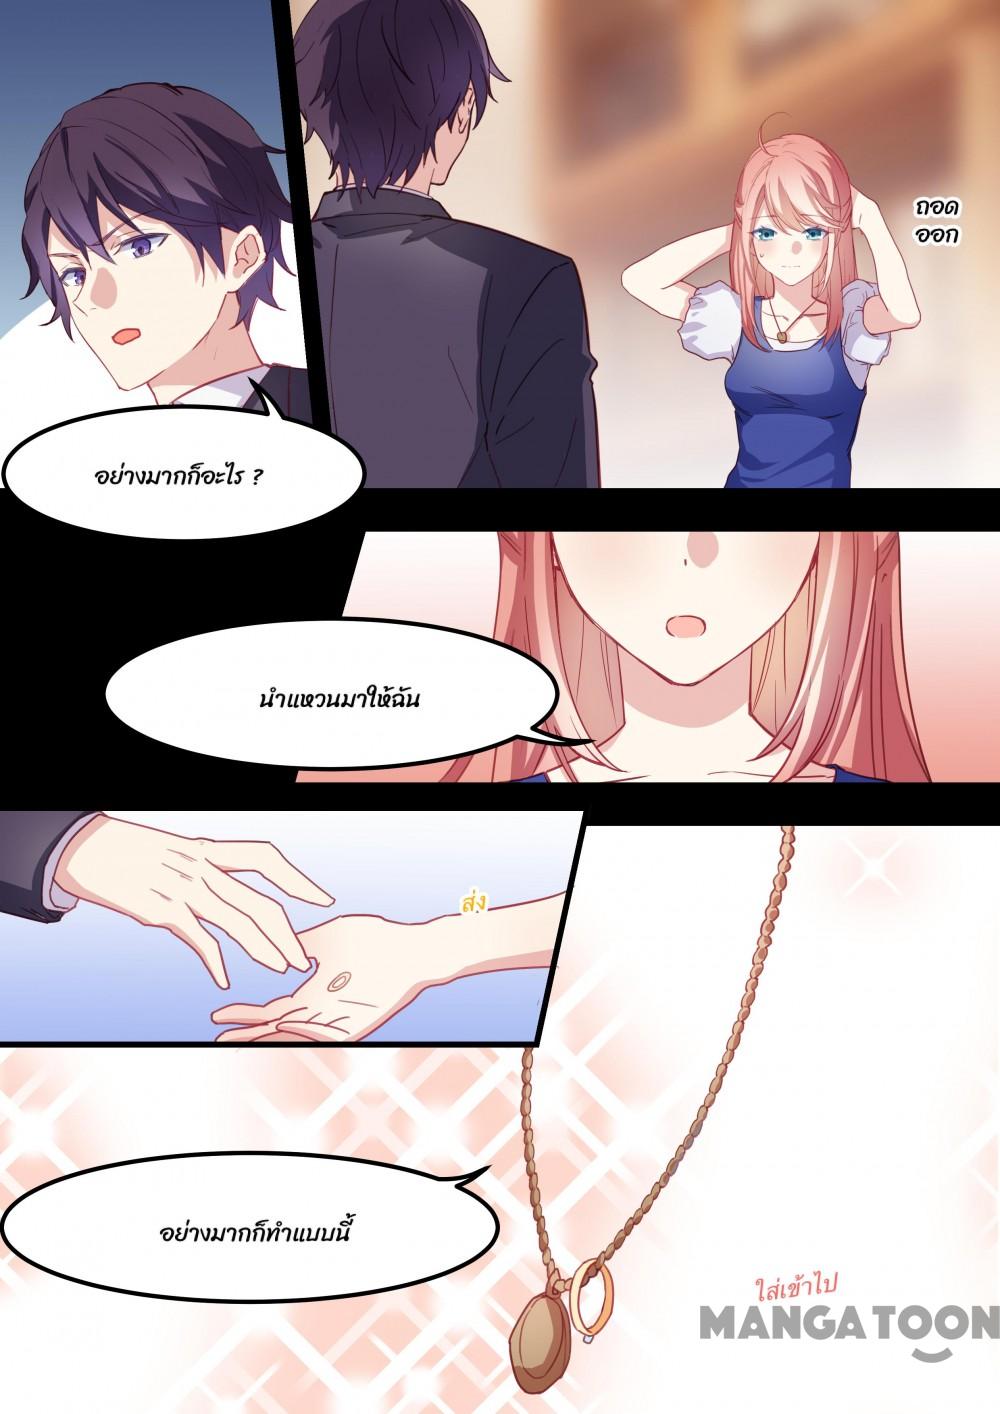 ถอด
ออก
อย่างมากก็อะไร ?
นำแหวนมาให้ฉัน
ส่ง
อย่างมากก็ทำแบบนี้
ใส่เข้าไป
MANGATOON